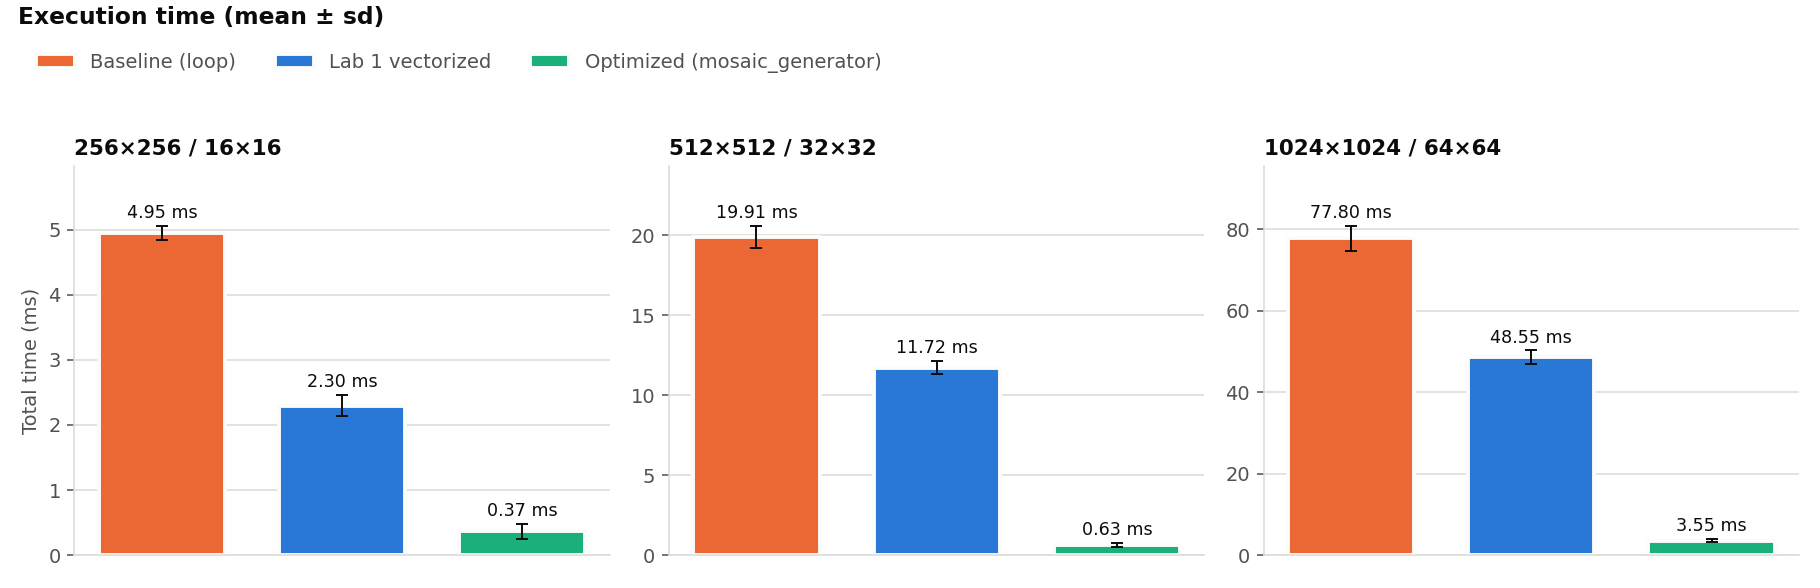 Execution time (mean ± sd)
Baseline (loop) Lab 1 vectorized Optimized (mosaic_generator)
256×256 / 16×16
Total time (ms)
5
4
3
2
1
0
4.95 ms
2.30 ms
0.37 ms
512×512 / 32×32
20
15
10
5
0
19.91 ms
11.72 ms
0.63 ms
1024×1024 / 64×64
80
60
40
20
0
77.80 ms
48.55 ms
3.55 ms